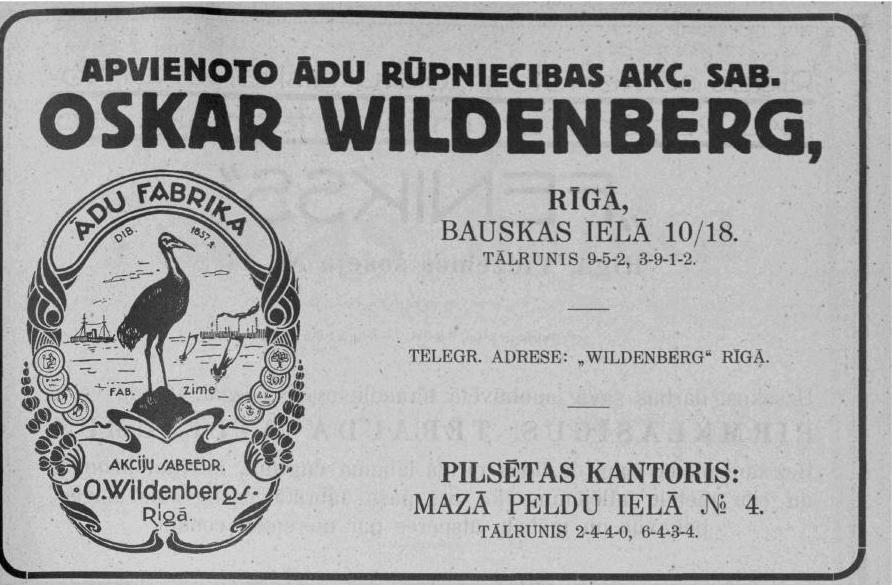 APVIENOTO ĀDU RŪPNIECIBAS AKC. SAB.
OSKAR WILDENBERG,
ĀDU FABRIKA
DIB. 1857.g.
FAB. zime
AKCIJU SABEEDR.
O.Wildenbergs
Rigā.
RĪGĀ,
BAUSKAS IELĀ 10/18.
TĀLRUNIS 9-5-2, 3-9-1-2.
TELEGR. ADRESE: „WILDENBERG“ RĪGĀ.
PILSĒTAS KANTORIS:
MAZĀ PELDU IELĀ № 4.
TĀLRUNIS 2-4-4-0, 6-4-3-4.